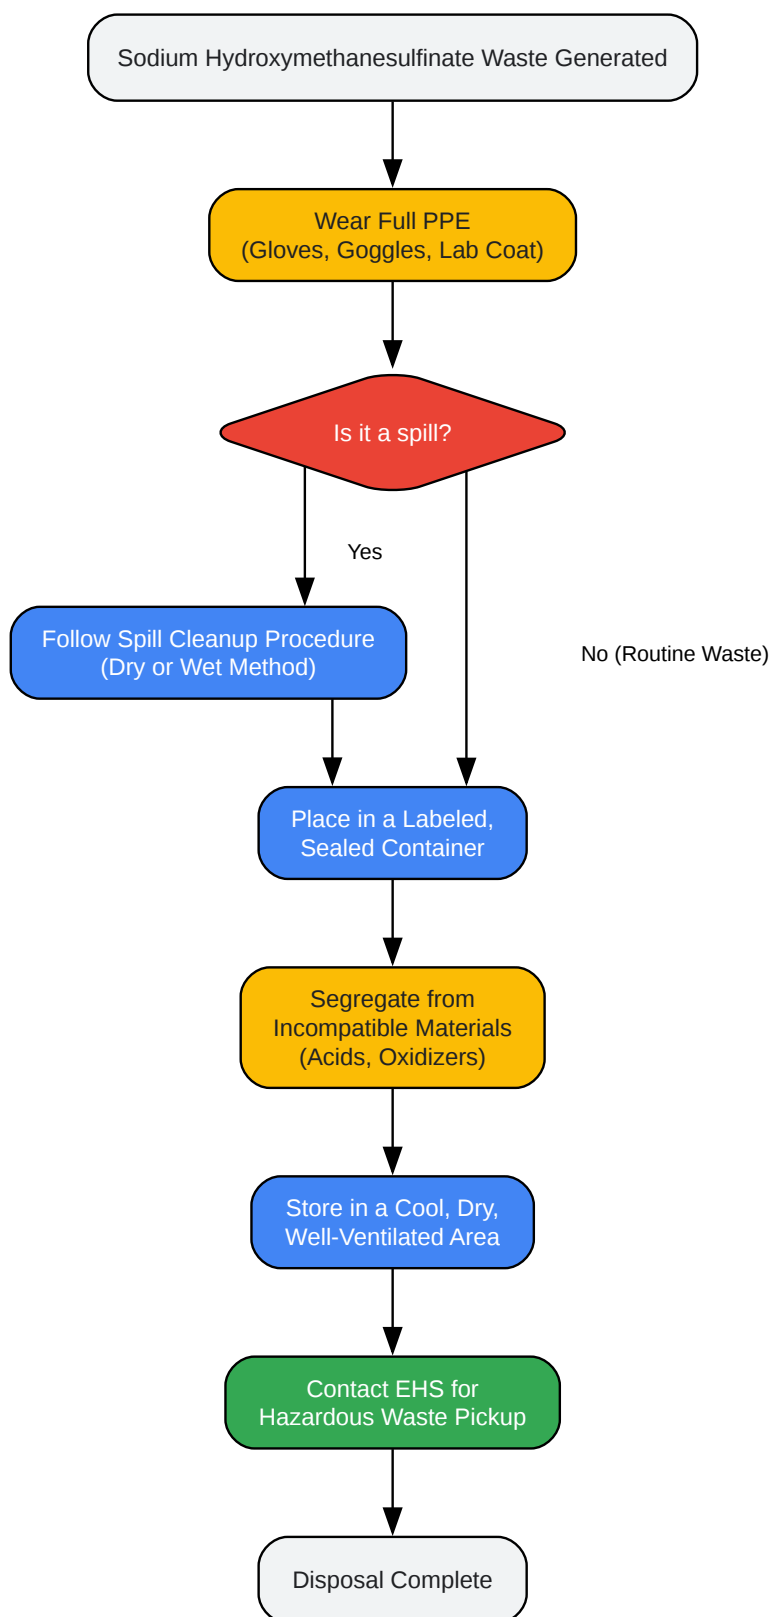 Sodium Hydroxymethanesulfinate Waste Generated
Wear Full PPE
(Gloves, Goggles, Lab Coat)
Is it a spill?
Yes
Follow Spill Cleanup Procedure
(Dry or Wet Method)
No (Routine Waste)
Place in a Labeled,
Sealed Container
Segregate from
Incompatible Materials
(Acids, Oxidizers)
Store in a Cool, Dry,
Well-Ventilated Area
Contact EHS for
Hazardous Waste Pickup
Disposal Complete